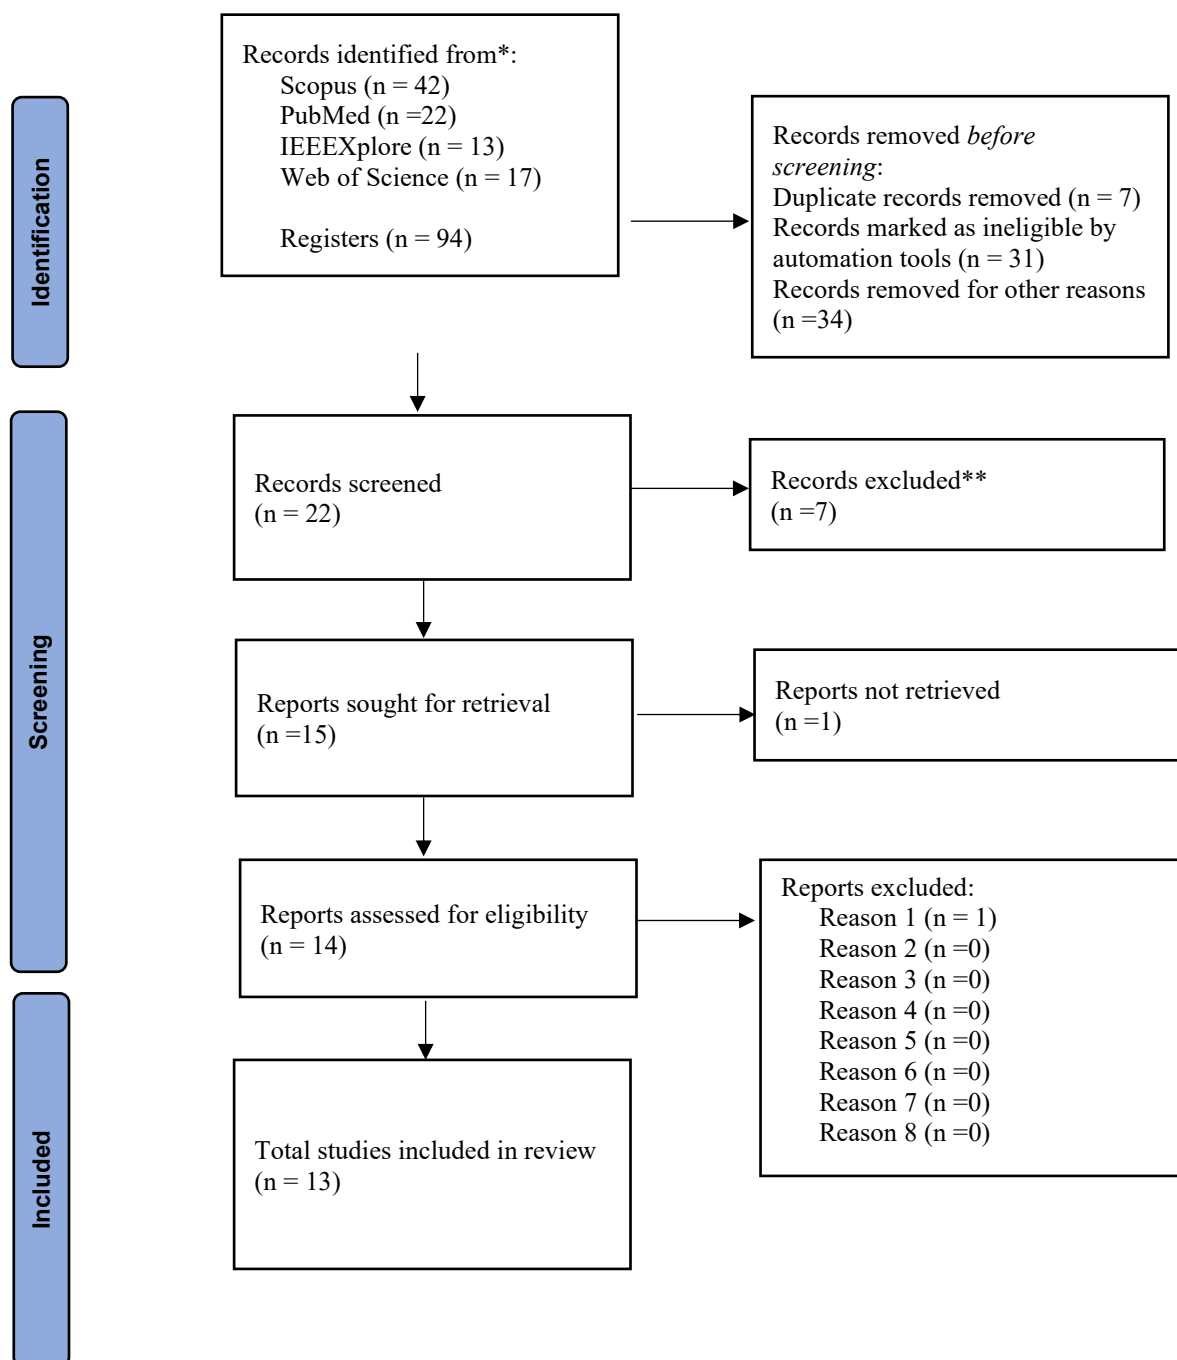 Records identified from*:
Scopus (n = 42)
PubMed (n =22)
IEEEXplore (n = 13)
Web of Science (n = 17)
Registers (n = 94)
Identification
Records removed before
screening:
Duplicate records removed (n = 7)
Records marked as ineligible by
automation tools (n = 31)
Records removed for other reasons
(n =34)
Screening
Records screened
(n = 22)
Records excluded**
(n =7)
Reports sought for retrieval
(n =15)
Reports not retrieved
(n =1)
Reports assessed for eligibility
(n = 14)
Reports excluded:
Reason 1 (n = 1)
Reason 2 (n =0)
Reason 3 (n =0)
Reason 4 (n =0)
Reason 5 (n =0)
Reason 6 (n =0)
Reason 7 (n =0)
Reason 8 (n =0)
Included
Total studies included in review
(n = 13)